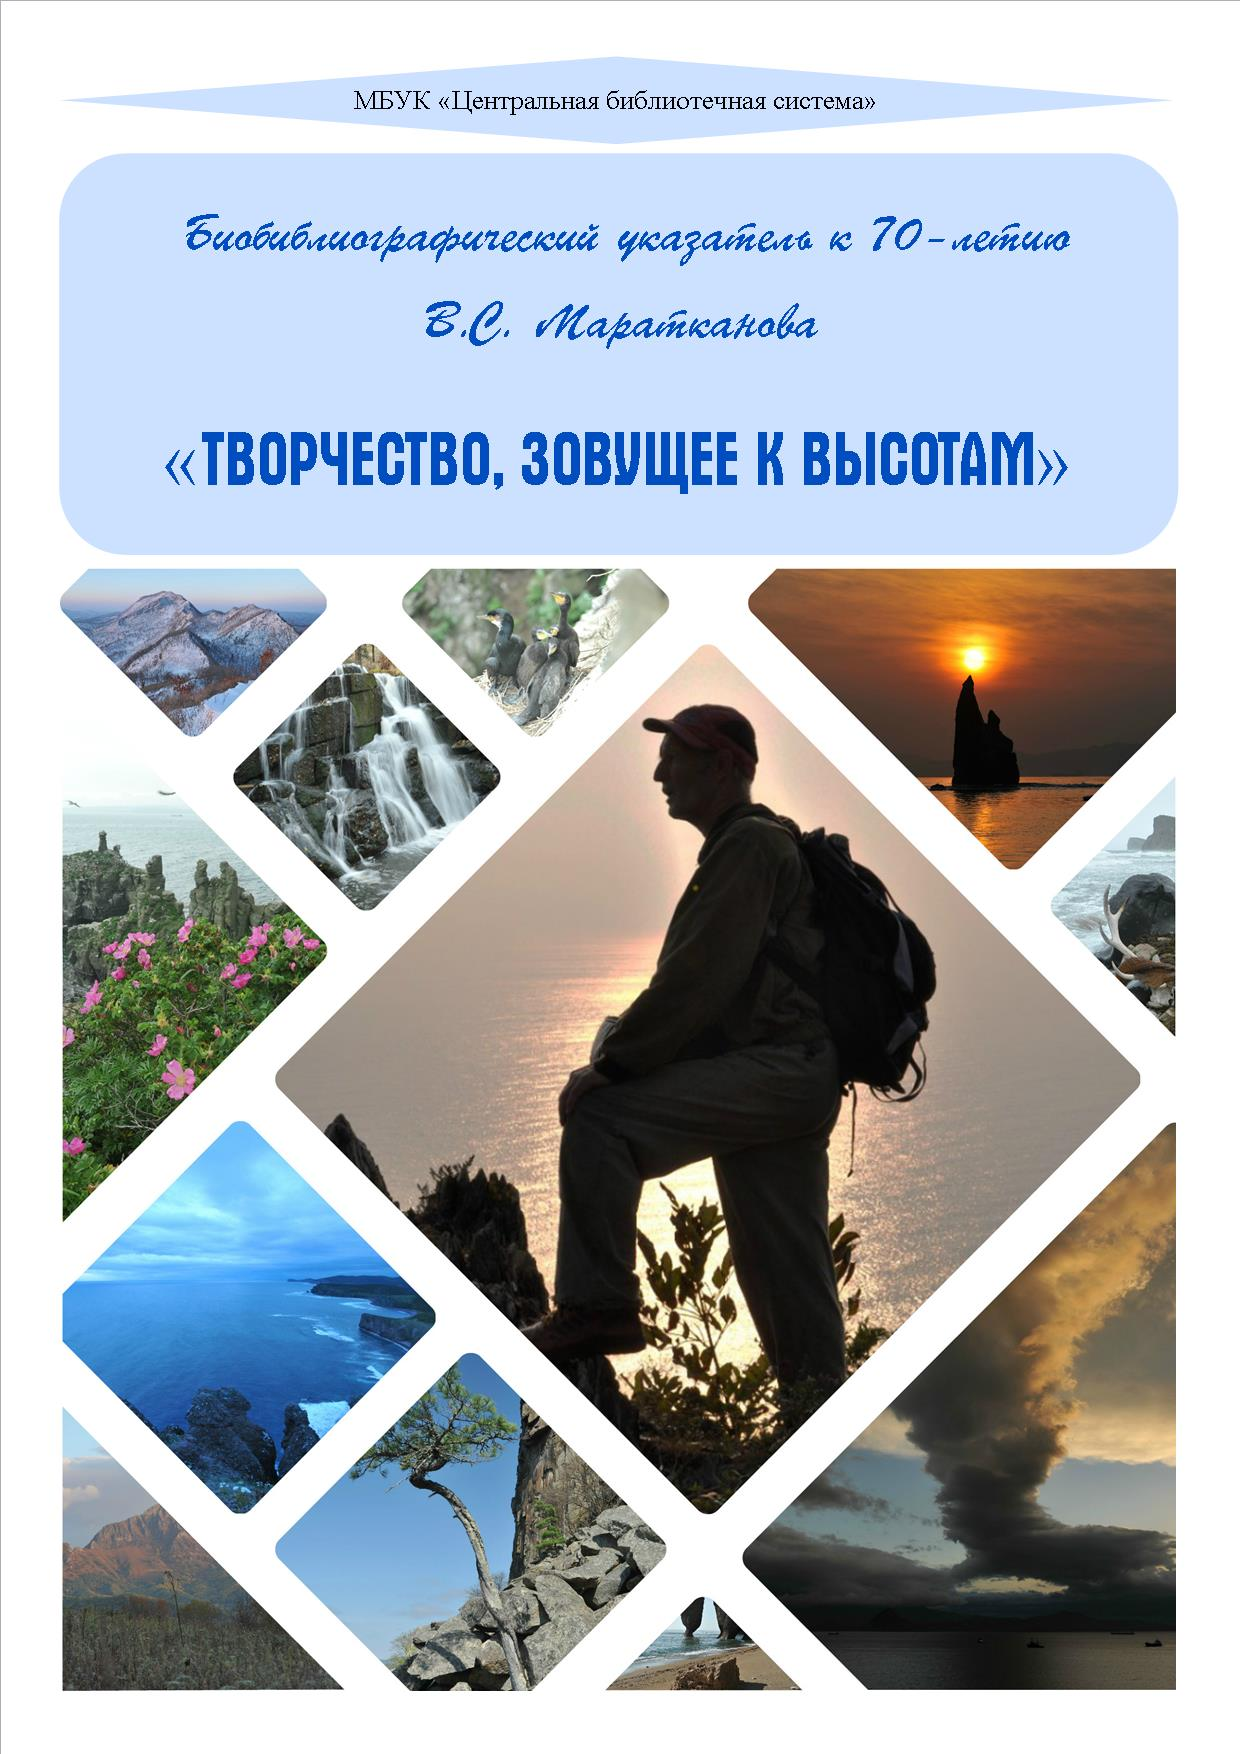 МБУК «Центральная библиотечная система»
Биобиблиографический указатель к 70-летию
В.С. Маратканова
«ТВОРЧЕСТВО, ЗОВУЩЕЕ К ВЫСОТАМ»